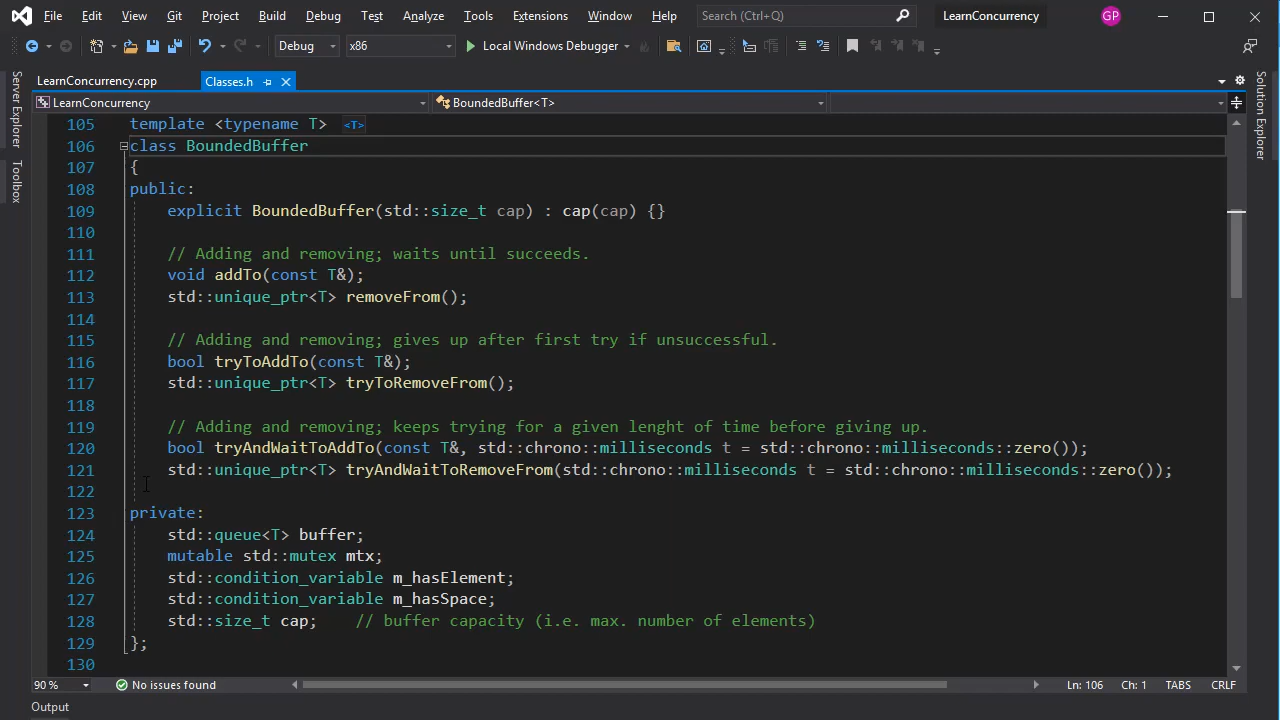 File Edit View Git Project Build Debug Test Analyze Tools Extensions Window Help Search (Ctrl+Q) LearnConcurrency GP
Debug x86 Local Windows Debugger
LearnConcurrency.cpp Classes.h
LearnConcurrency BoundedBuffer<T>
Server Explorer
Toolbox
Solution Explorer
105 template <typename T> <T>
106 class BoundedBuffer
107 {
108 public:
109 explicit BoundedBuffer(std::size_t cap) : cap(cap) {}
110
111 // Adding and removing; waits until succeeds.
112 void addTo(const T&);
113 std::unique_ptr<T> removeFrom();
114
115 // Adding and removing; gives up after first try if unsuccessful.
116 bool tryToAddTo(const T&);
117 std::unique_ptr<T> tryToRemoveFrom();
118
119 // Adding and removing; keeps trying for a given lenght of time before giving up.
120 bool tryAndWaitToAddTo(const T&, std::chrono::milliseconds t = std::chrono::milliseconds::zero());
121 std::unique_ptr<T> tryAndWaitToRemoveFrom(std::chrono::milliseconds t = std::chrono::milliseconds::zero());
122
123 private:
124 std::queue<T> buffer;
125 mutable std::mutex mtx;
126 std::condition_variable m_hasElement;
127 std::condition_variable m_hasSpace;
128 std::size_t cap; // buffer capacity (i.e. max. number of elements)
129 };
130
90 % No issues found Ln: 106 Ch: 1 TABS CRLF
Output